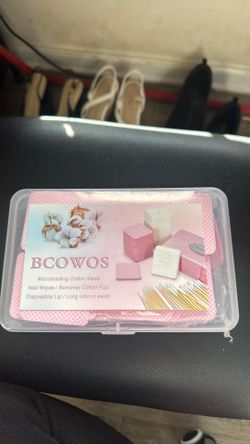 BCOWOS
Microblading Cotton Swab
Nail Wipes / Remover Cotton Pad
Disposable Lip / Long cotton swab